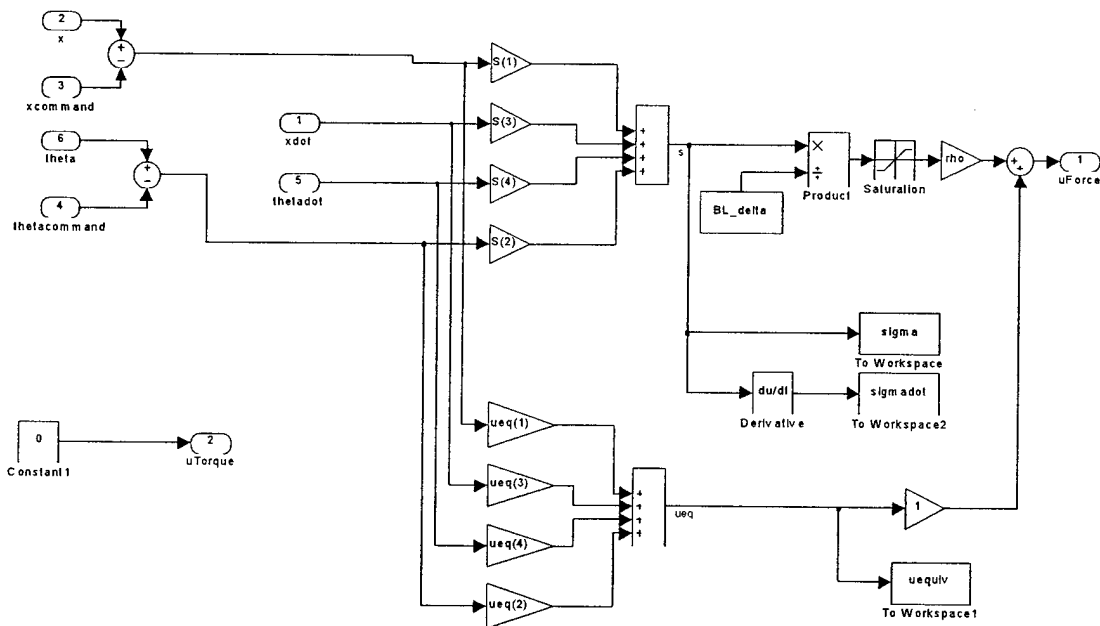 2
x
3
xcommand
6
theta
4
thetacommand
1
xdot
5
thetadot
S(1)
S(3)
S(4)
S(2)
+
-
+
-
+
+
+
+
s
BL_delta
×
÷
Product
Saturation
rho
+
+
1
uForce
sigma
To Workspace
du/dt
Derivative
sigmadot
To Workspace2
0
Constant1
2
uTorque
ueq(1)
ueq(3)
ueq(4)
ueq(2)
+
+
+
+
ueq
1
uequiv
To Workspace1